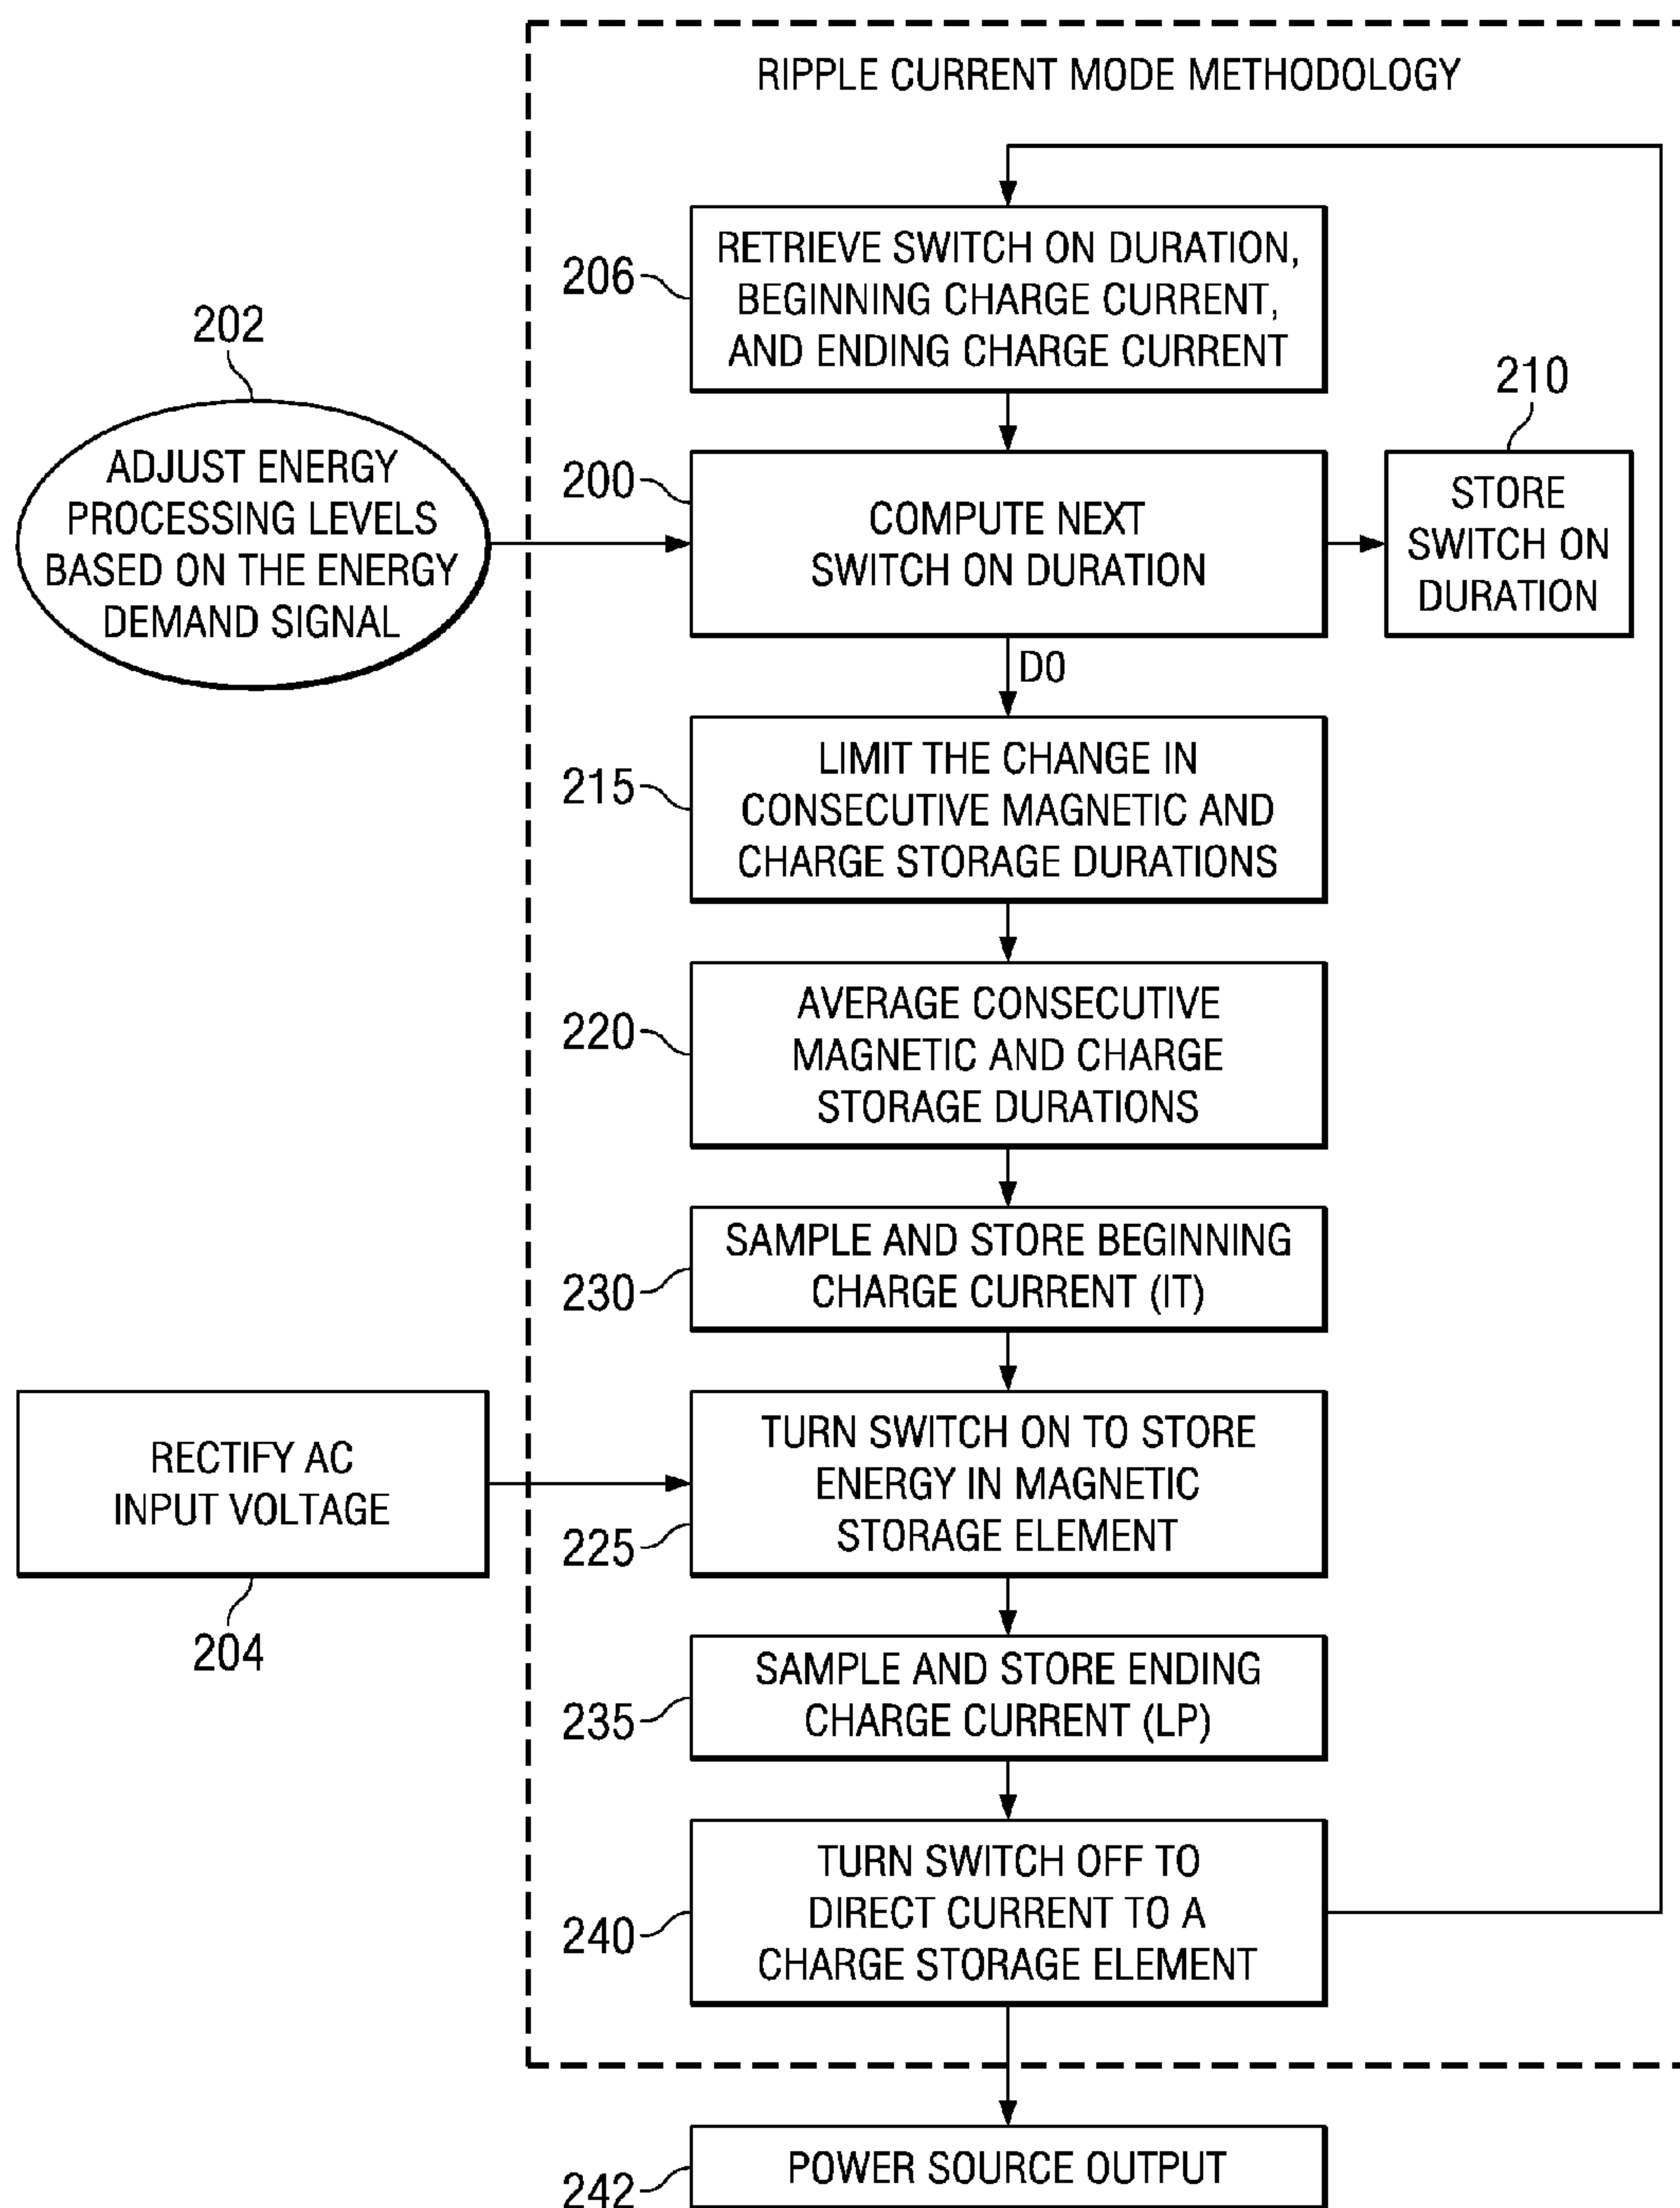 RIPPLE CURRENT MODE METHODOLOGY
206
RETRIEVE SWITCH ON DURATION,
BEGINNING CHARGE CURRENT,
AND ENDING CHARGE CURRENT
202
ADJUST ENERGY
PROCESSING LEVELS
BASED ON THE ENERGY
DEMAND SIGNAL
200
COMPUTE NEXT
SWITCH ON DURATION
210
STORE
SWITCH ON
DURATION
D0
215
LIMIT THE CHANGE IN
CONSECUTIVE MAGNETIC AND
CHARGE STORAGE DURATIONS
220
AVERAGE CONSECUTIVE
MAGNETIC AND CHARGE
STORAGE DURATIONS
230
SAMPLE AND STORE BEGINNING
CHARGE CURRENT (IT)
RECTIFY AC
INPUT VOLTAGE
204
225
TURN SWITCH ON TO STORE
ENERGY IN MAGNETIC
STORAGE ELEMENT
235
SAMPLE AND STORE ENDING
CHARGE CURRENT (LP)
240
TURN SWITCH OFF TO
DIRECT CURRENT TO A
CHARGE STORAGE ELEMENT
242
POWER SOURCE OUTPUT